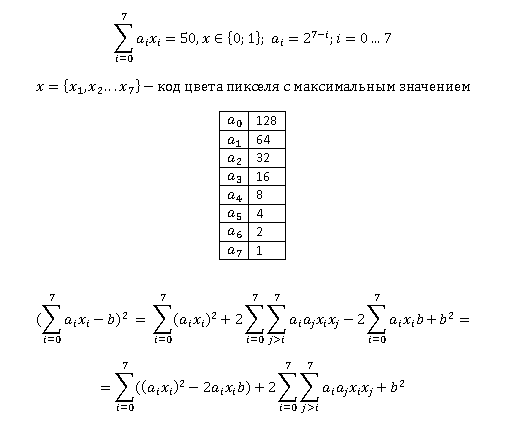 \sum_{i=0}^{7} a_i x_i = 50, x ∈ {0; 1}; a_i = 2^{7−i}; i = 0 … 7
x = {x_1, x_2 … x_7} − код цвета пикселя с максимальным значением
a_0 128
a_1 64
a_2 32
a_3 16
a_4 8
a_5 4
a_6 2
a_7 1
(\sum_{i=0}^{7} a_i x_i − b)^2 = \sum_{i=0}^{7} (a_i x_i)^2 + 2 \sum_{i=0}^{7} \sum_{j>i}^{7} a_i a_j x_i x_j − 2 \sum_{i=0}^{7} a_i x_i b + b^2 =
= \sum_{i=0}^{7} ((a_i x_i)^2 − 2a_i x_i b) + 2 \sum_{i=0}^{7} \sum_{j>i}^{7} a_i a_j x_i x_j + b^2